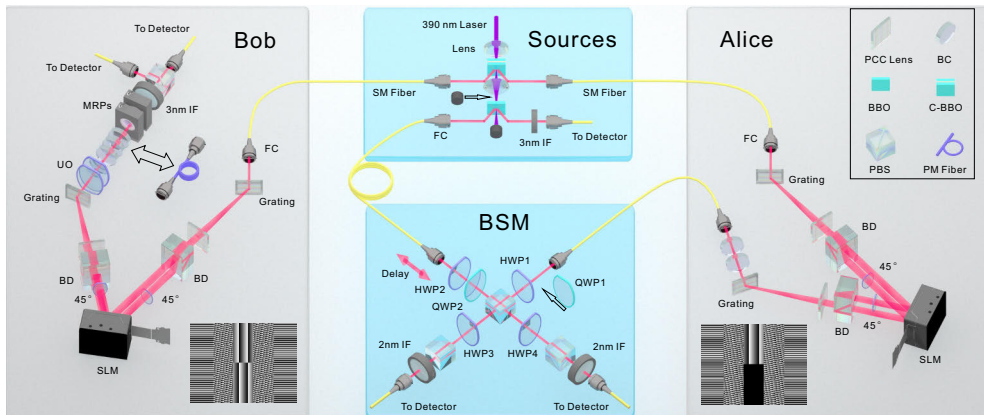 Bob
To Detector
To Detector
3nm IF
MRPs
UO
Grating
FC
Grating
BD
BD
45°
45°
SLM
Sources
390 nm Laser
Lens
SM Fiber
SM Fiber
FC
3nm IF
To Detector
BSM
Delay
HWP2
QWP2
HWP1
QWP1
HWP3
HWP4
2nm IF
2nm IF
To Detector
To Detector
Alice
FC
Grating
BD
45°
Grating
BD
45°
SLM
PCC Lens
BC
BBO
C-BBO
PBS
PM Fiber